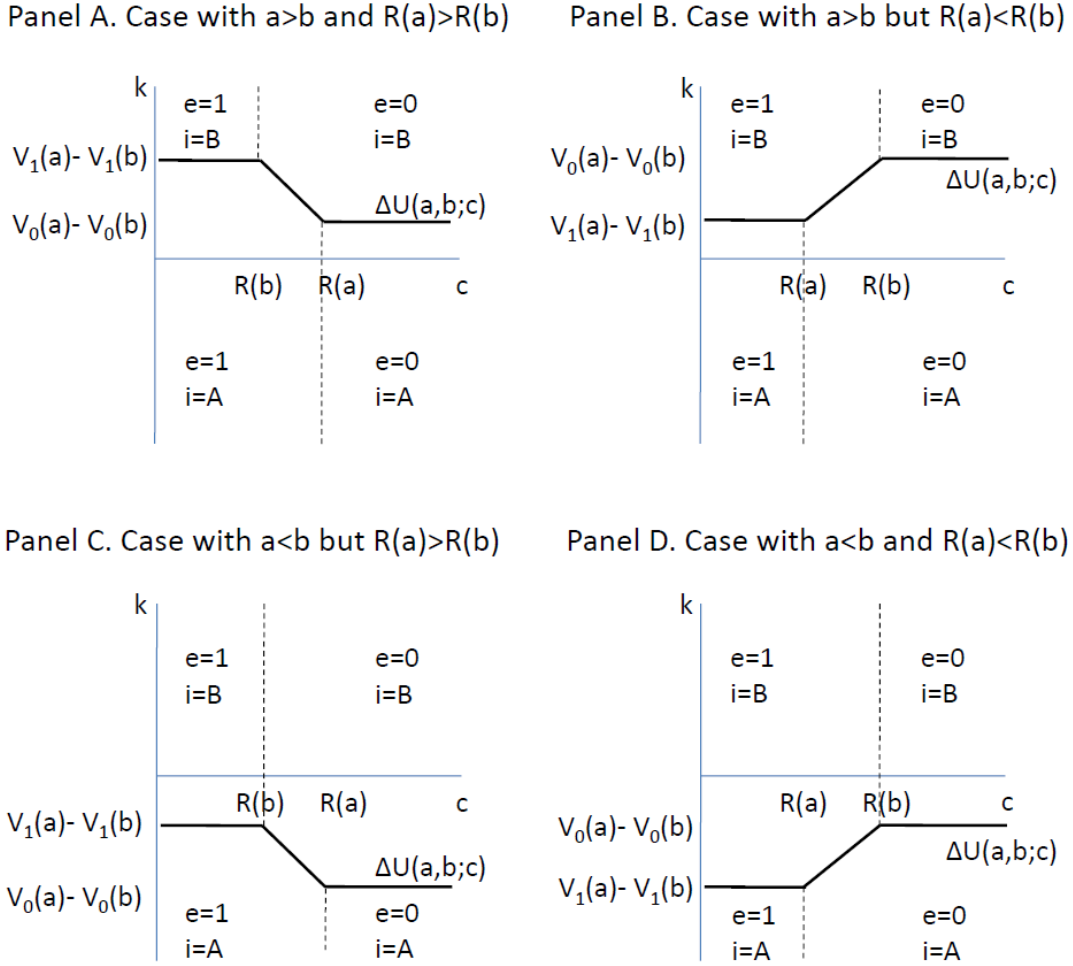 Panel A. Case with a>b and R(a)>R(b)
k
e=1
i=B
e=0
i=B
V₁(a)- V₁(b)
V₀(a)- V₀(b)
ΔU(a,b;c)
R(b)
R(a)
c
e=1
i=A
e=0
i=A
Panel B. Case with a>b but R(a)<R(b)
k
e=1
i=B
e=0
i=B
V₀(a)- V₀(b)
V₁(a)- V₁(b)
ΔU(a,b;c)
R(a)
R(b)
c
e=1
i=A
e=0
i=A
Panel C. Case with a<b but R(a)>R(b)
k
e=1
i=B
e=0
i=B
R(b)
R(a)
c
V₁(a)- V₁(b)
V₀(a)- V₀(b)
ΔU(a,b;c)
e=1
i=A
e=0
i=A
Panel D. Case with a<b and R(a)<R(b)
k
e=1
i=B
e=0
i=B
R(a)
R(b)
c
V₀(a)- V₀(b)
V₁(a)- V₁(b)
ΔU(a,b;c)
e=1
i=A
e=0
i=A